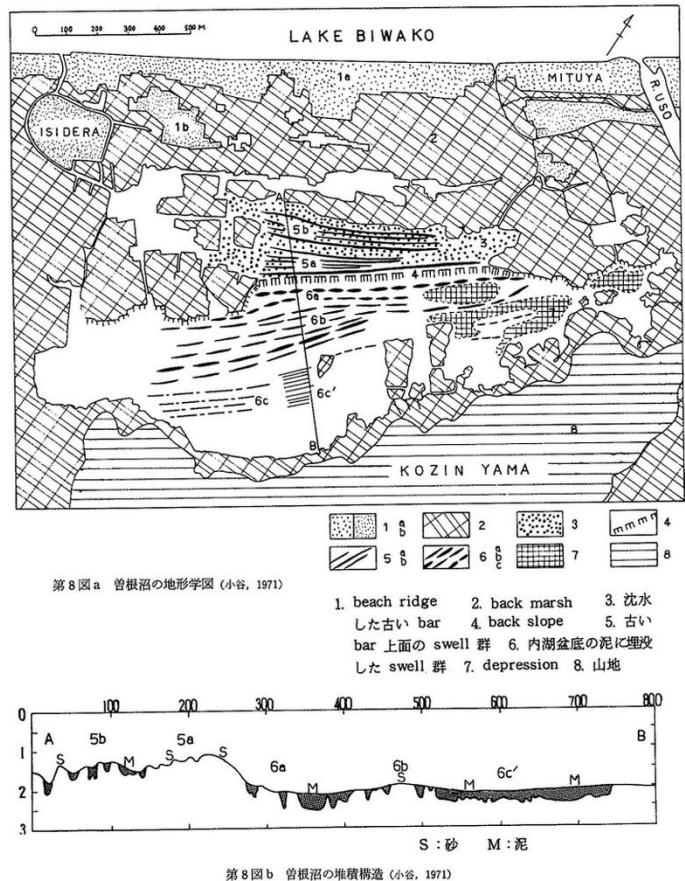 0 100 200 300 400 500 M
LAKE BIWAKO
1a
MITUYA
R. USO
ISIDERA
1b
2
5b
3
5a
4
6a
6b
6c
6c'
B
8
KOZIN YAMA
1 a b
2
3
4
5 a b
6 a b c
7
8
第8図a 曽根沼の地形学図 (小谷, 1971)
1. beach ridge 2. back marsh 3. 沈水
した古い bar 4. back slope 5. 古い
bar 上面の swell 群 6. 内湖盆底の泥に埋没
した swell 群 7. depression 8. 山地
0 100 200 300 400 500 600 700 800
A 5b 5a 6a 6b 6c' B
S M S S M S M M
1
2
3
S:砂 M:泥
第8図b 曽根沼の堆積構造 (小谷, 1971)